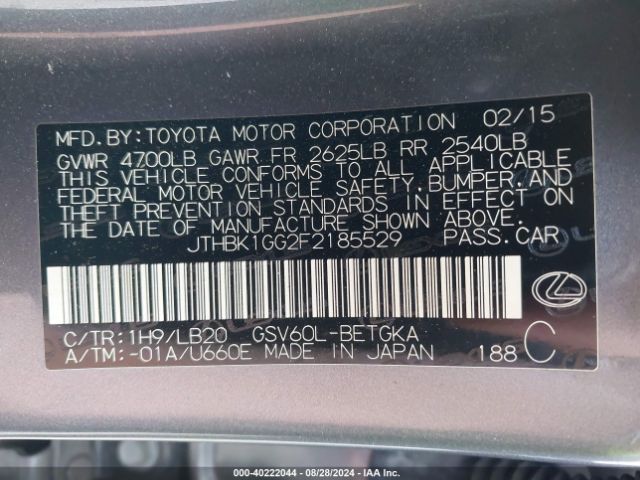 MFD. BY: TOYOTA MOTOR CORPORATION 02/15
GVWR 4700LB GAWR FR 2625LB RR 2540LB
THIS VEHICLE CONFORMS TO ALL APPLICABLE
FEDERAL MOTOR VEHICLE SAFETY, BUMPER, AND
THEFT PREVENTION STANDARDS IN EFFECT ON
THE DATE OF MANUFACTURE SHOWN ABOVE.
JTHBK1GG2F2185529 PASS. CAR
C/TR: 1H9/LB20 GSV60L-BETGKA
A/TM: -01A/U660E MADE IN JAPAN 188 C
000-40222044 | 08/28/2024 | IAA, Inc.